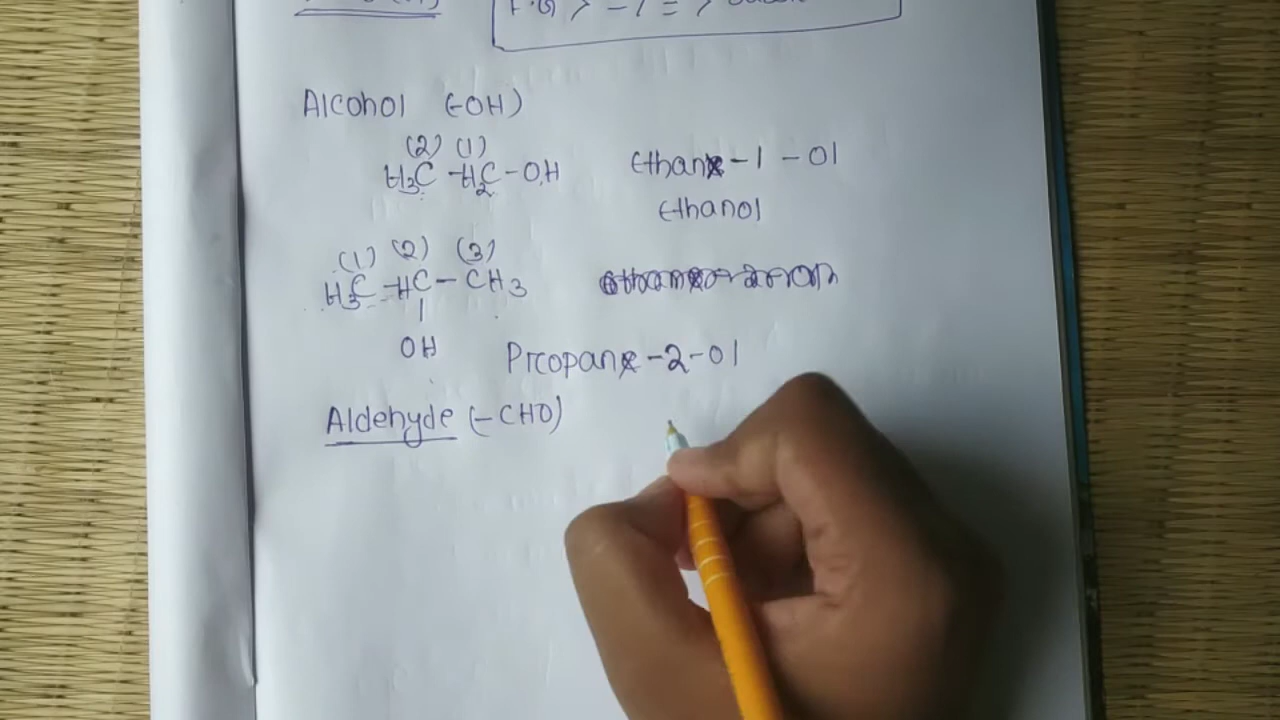 F.G > - / = >
Alcohol (-OH)
(2) (1)
H₃C - H₂C - OH Ethane - 1 - ol
Ethanol
(1) (2) (3)
H₃C - HC - CH₃
|
OH
Propane - 2 - ol
Aldehyde (- CHO)